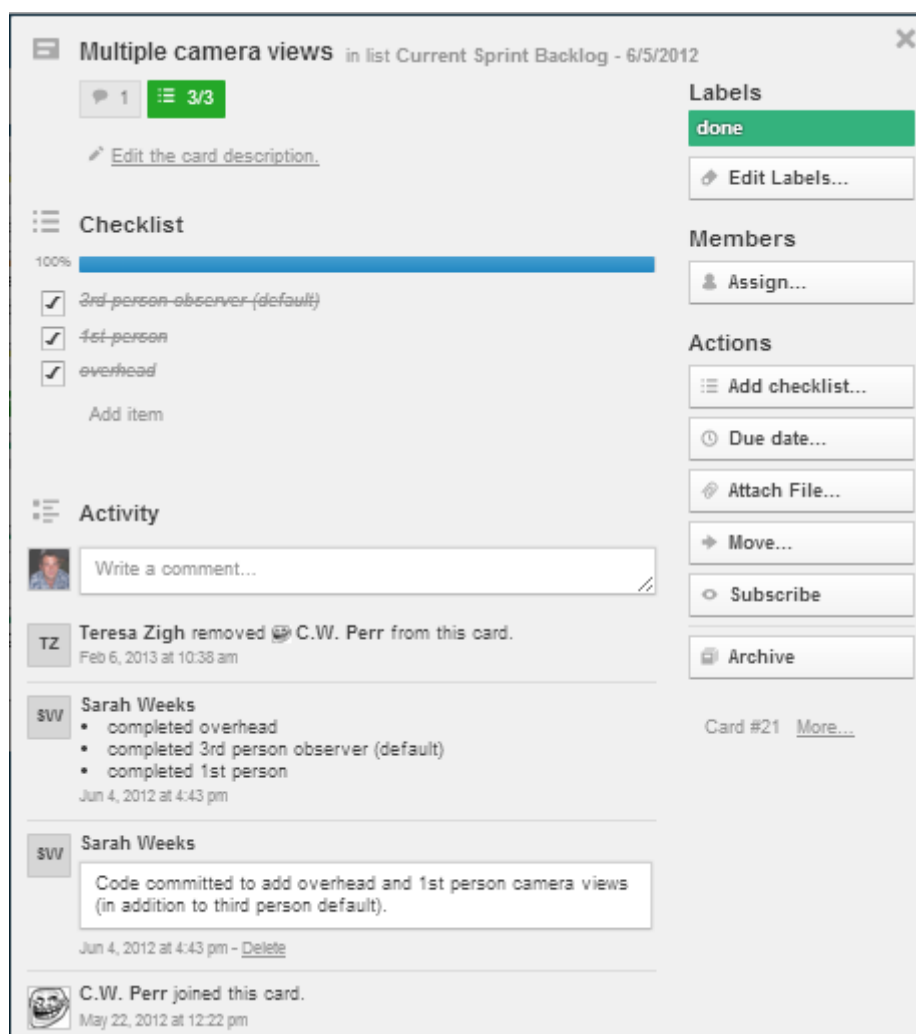 Multiple camera views in list Current Sprint Backlog - 6/5/2012
1 3/3
Edit the card description.
Checklist
100%
3rd person observer (default)
1st person
overhead
Add item
Activity
Write a comment...
TZ
Teresa Zigh removed C.W. Perr from this card.
Feb 6, 2013 at 10:38 am
SW
Sarah Weeks
• completed overhead
• completed 3rd person observer (default)
• completed 1st person
Jun 4, 2012 at 4:43 pm
SW
Sarah Weeks
Code committed to add overhead and 1st person camera views
(in addition to third person default).
Jun 4, 2012 at 4:43 pm - Delete
C.W. Perr joined this card.
May 22, 2012 at 12:22 pm
Labels
done
Edit Labels...
Members
Assign...
Actions
Add checklist...
Due date...
Attach File...
Move...
Subscribe
Archive
Card #21 More...